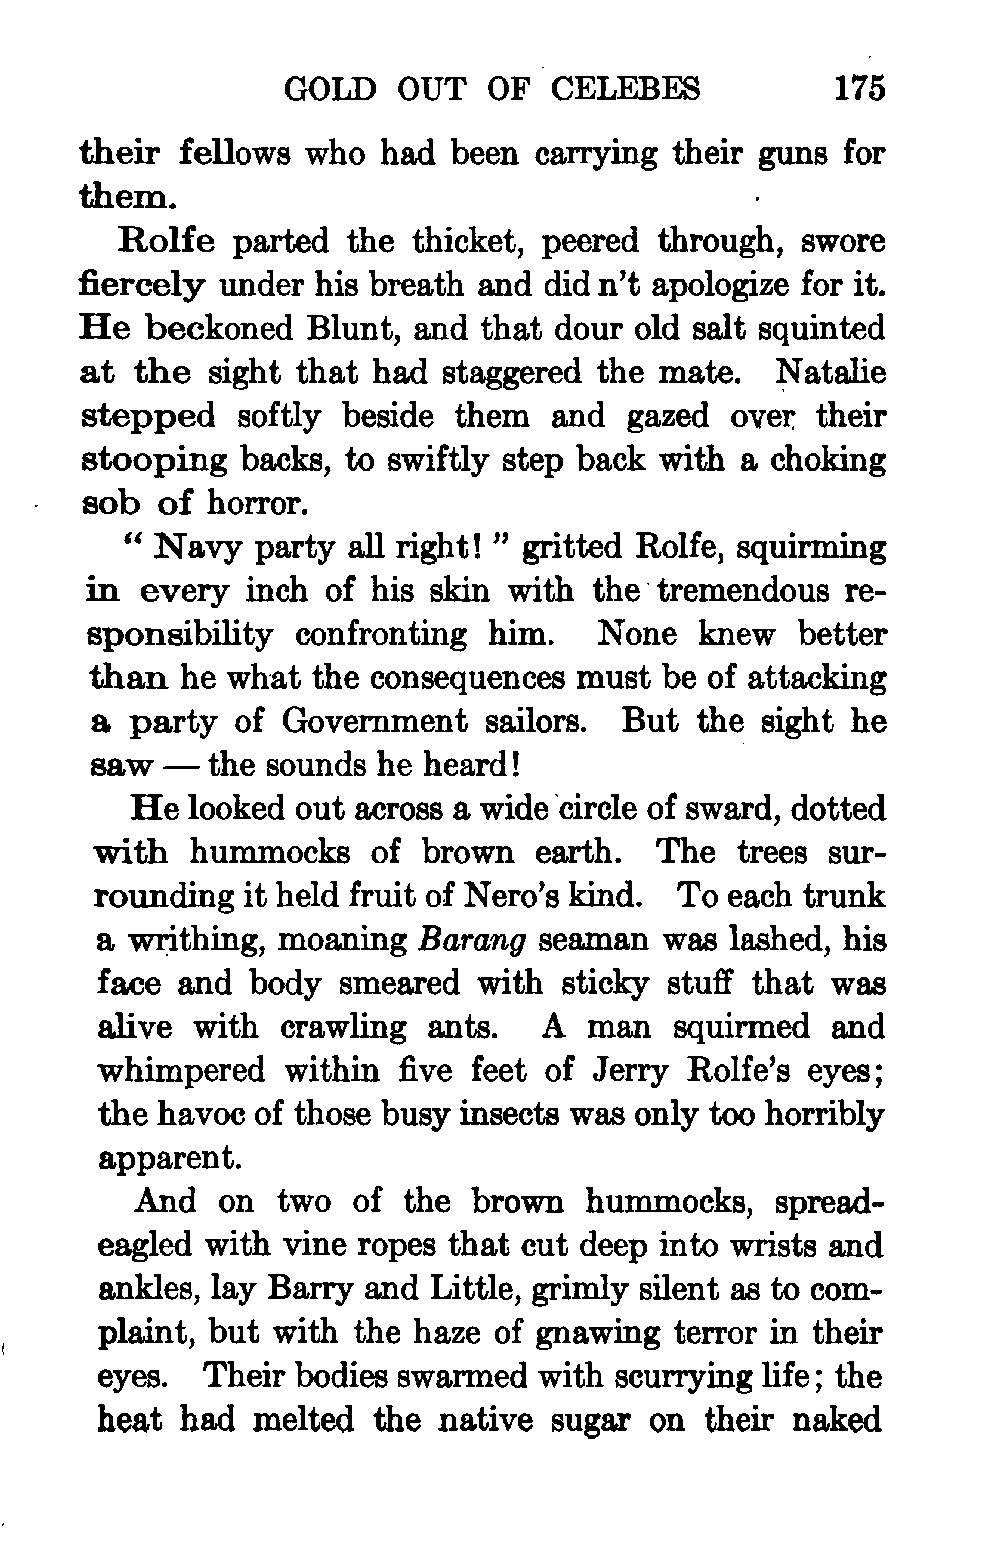 GOLD OUT OF CELEBES 175
their fellows who had been carrying their guns for
them.
Rolfe parted the thicket, peered through, swore
fiercely under his breath and did n't apologize for it.
He beckoned Blunt, and that dour old salt squinted
at the sight that had staggered the mate. Natalie
stepped softly beside them and gazed over their
stooping backs, to swiftly step back with a choking
sob of horror.
" Navy party all right! " gritted Rolfe, squirming
in every inch of his skin with the tremendous re-
sponsibility confronting him. None knew better
than he what the consequences must be of attacking
a party of Government sailors. But the sight he
saw — the sounds he heard!
He looked out across a wide circle of sward, dotted
with hummocks of brown earth. The trees sur-
rounding it held fruit of Nero's kind. To each trunk
a writhing, moaning Barang seaman was lashed, his
face and body smeared with sticky stuff that was
alive with crawling ants. A man squirmed and
whimpered within five feet of Jerry Rolfe's eyes;
the havoc of those busy insects was only too horribly
apparent.
And on two of the brown hummocks, spread-
eagled with vine ropes that cut deep into wrists and
ankles, lay Barry and Little, grimly silent as to com-
plaint, but with the haze of gnawing terror in their
eyes. Their bodies swarmed with scurrying life; the
heat had melted the native sugar on their naked